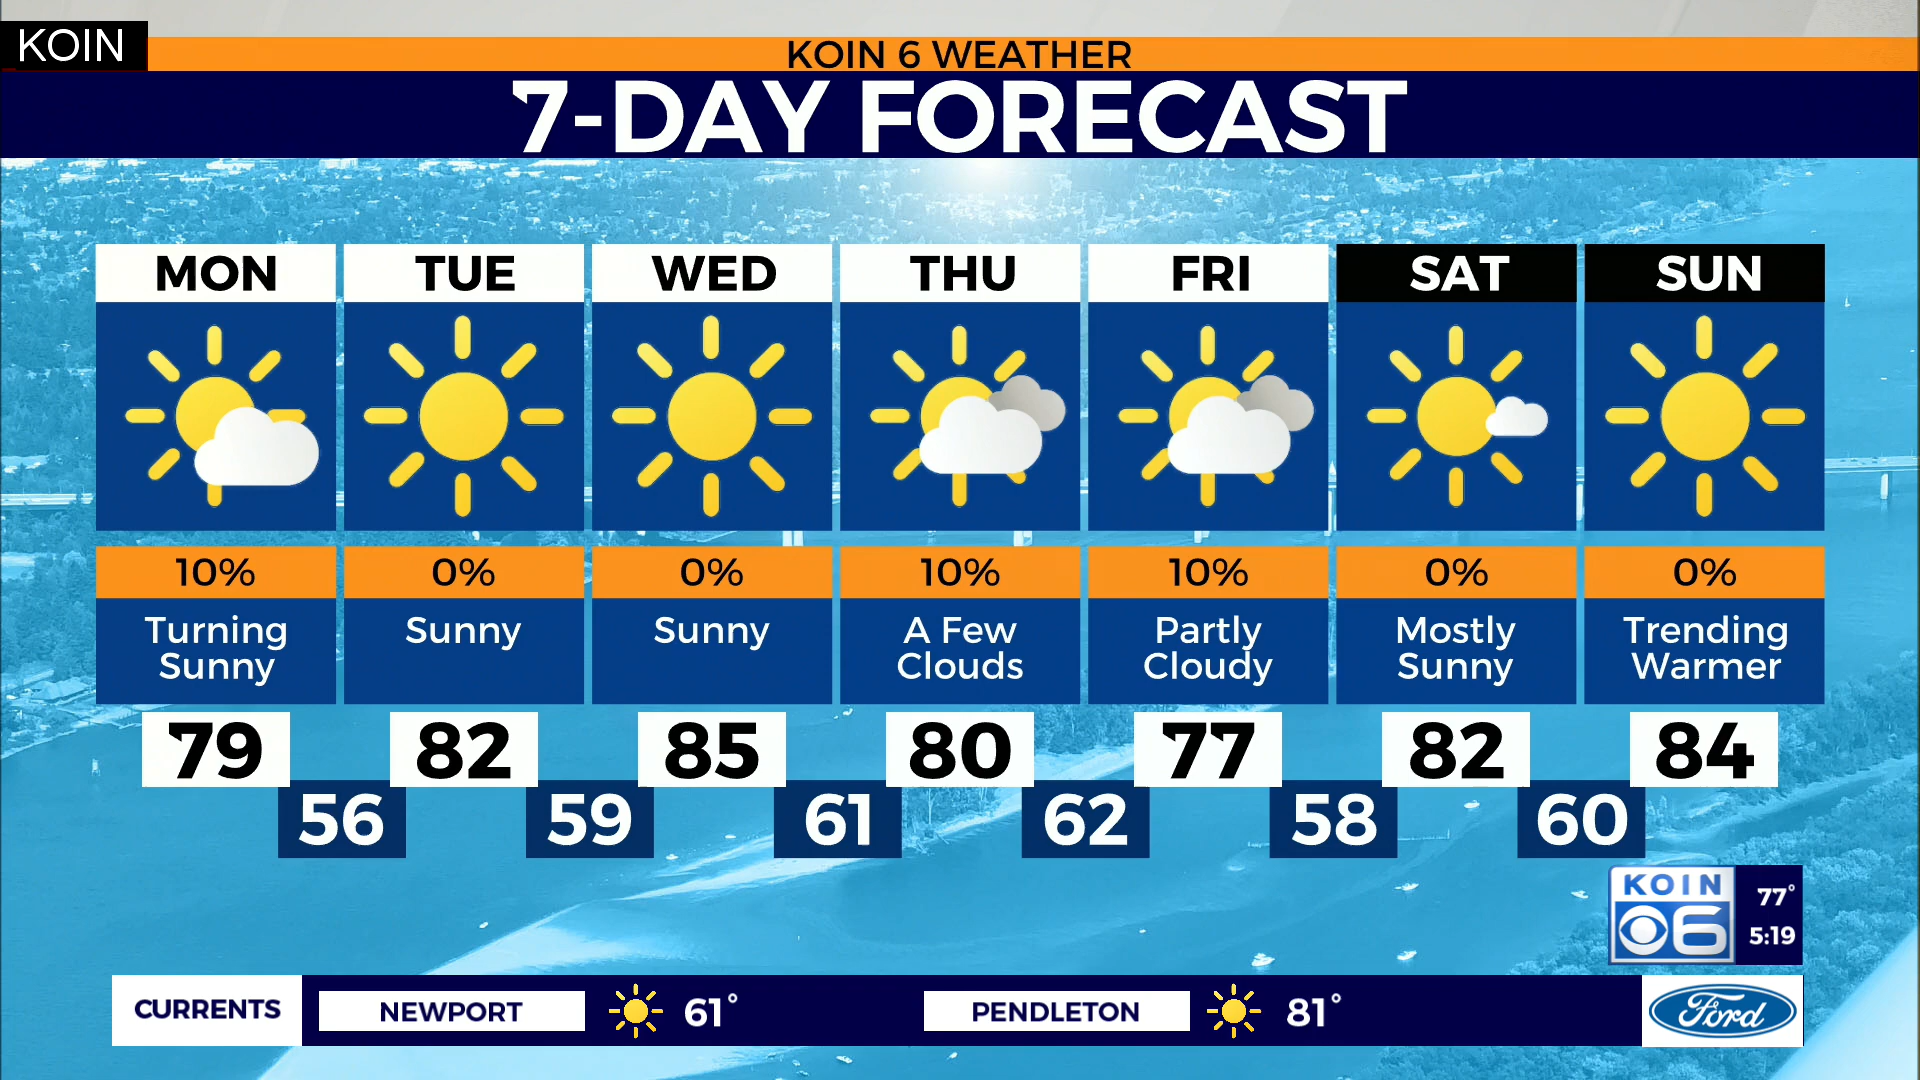 KOIN
KOIN 6 WEATHER
7-DAY FORECAST
MON TUE WED THU FRI SAT SUN
10% 0% 0% 10% 10% 0% 0%
Turning Sunny Sunny A Few Partly Mostly Trending
Sunny Clouds Cloudy Sunny Warmer
79 82 85 80 77 82 84
56 59 61 62 58 60
KOIN 77°
6 5:19
CURRENTS NEWPORT 61° PENDLETON 81° Ford